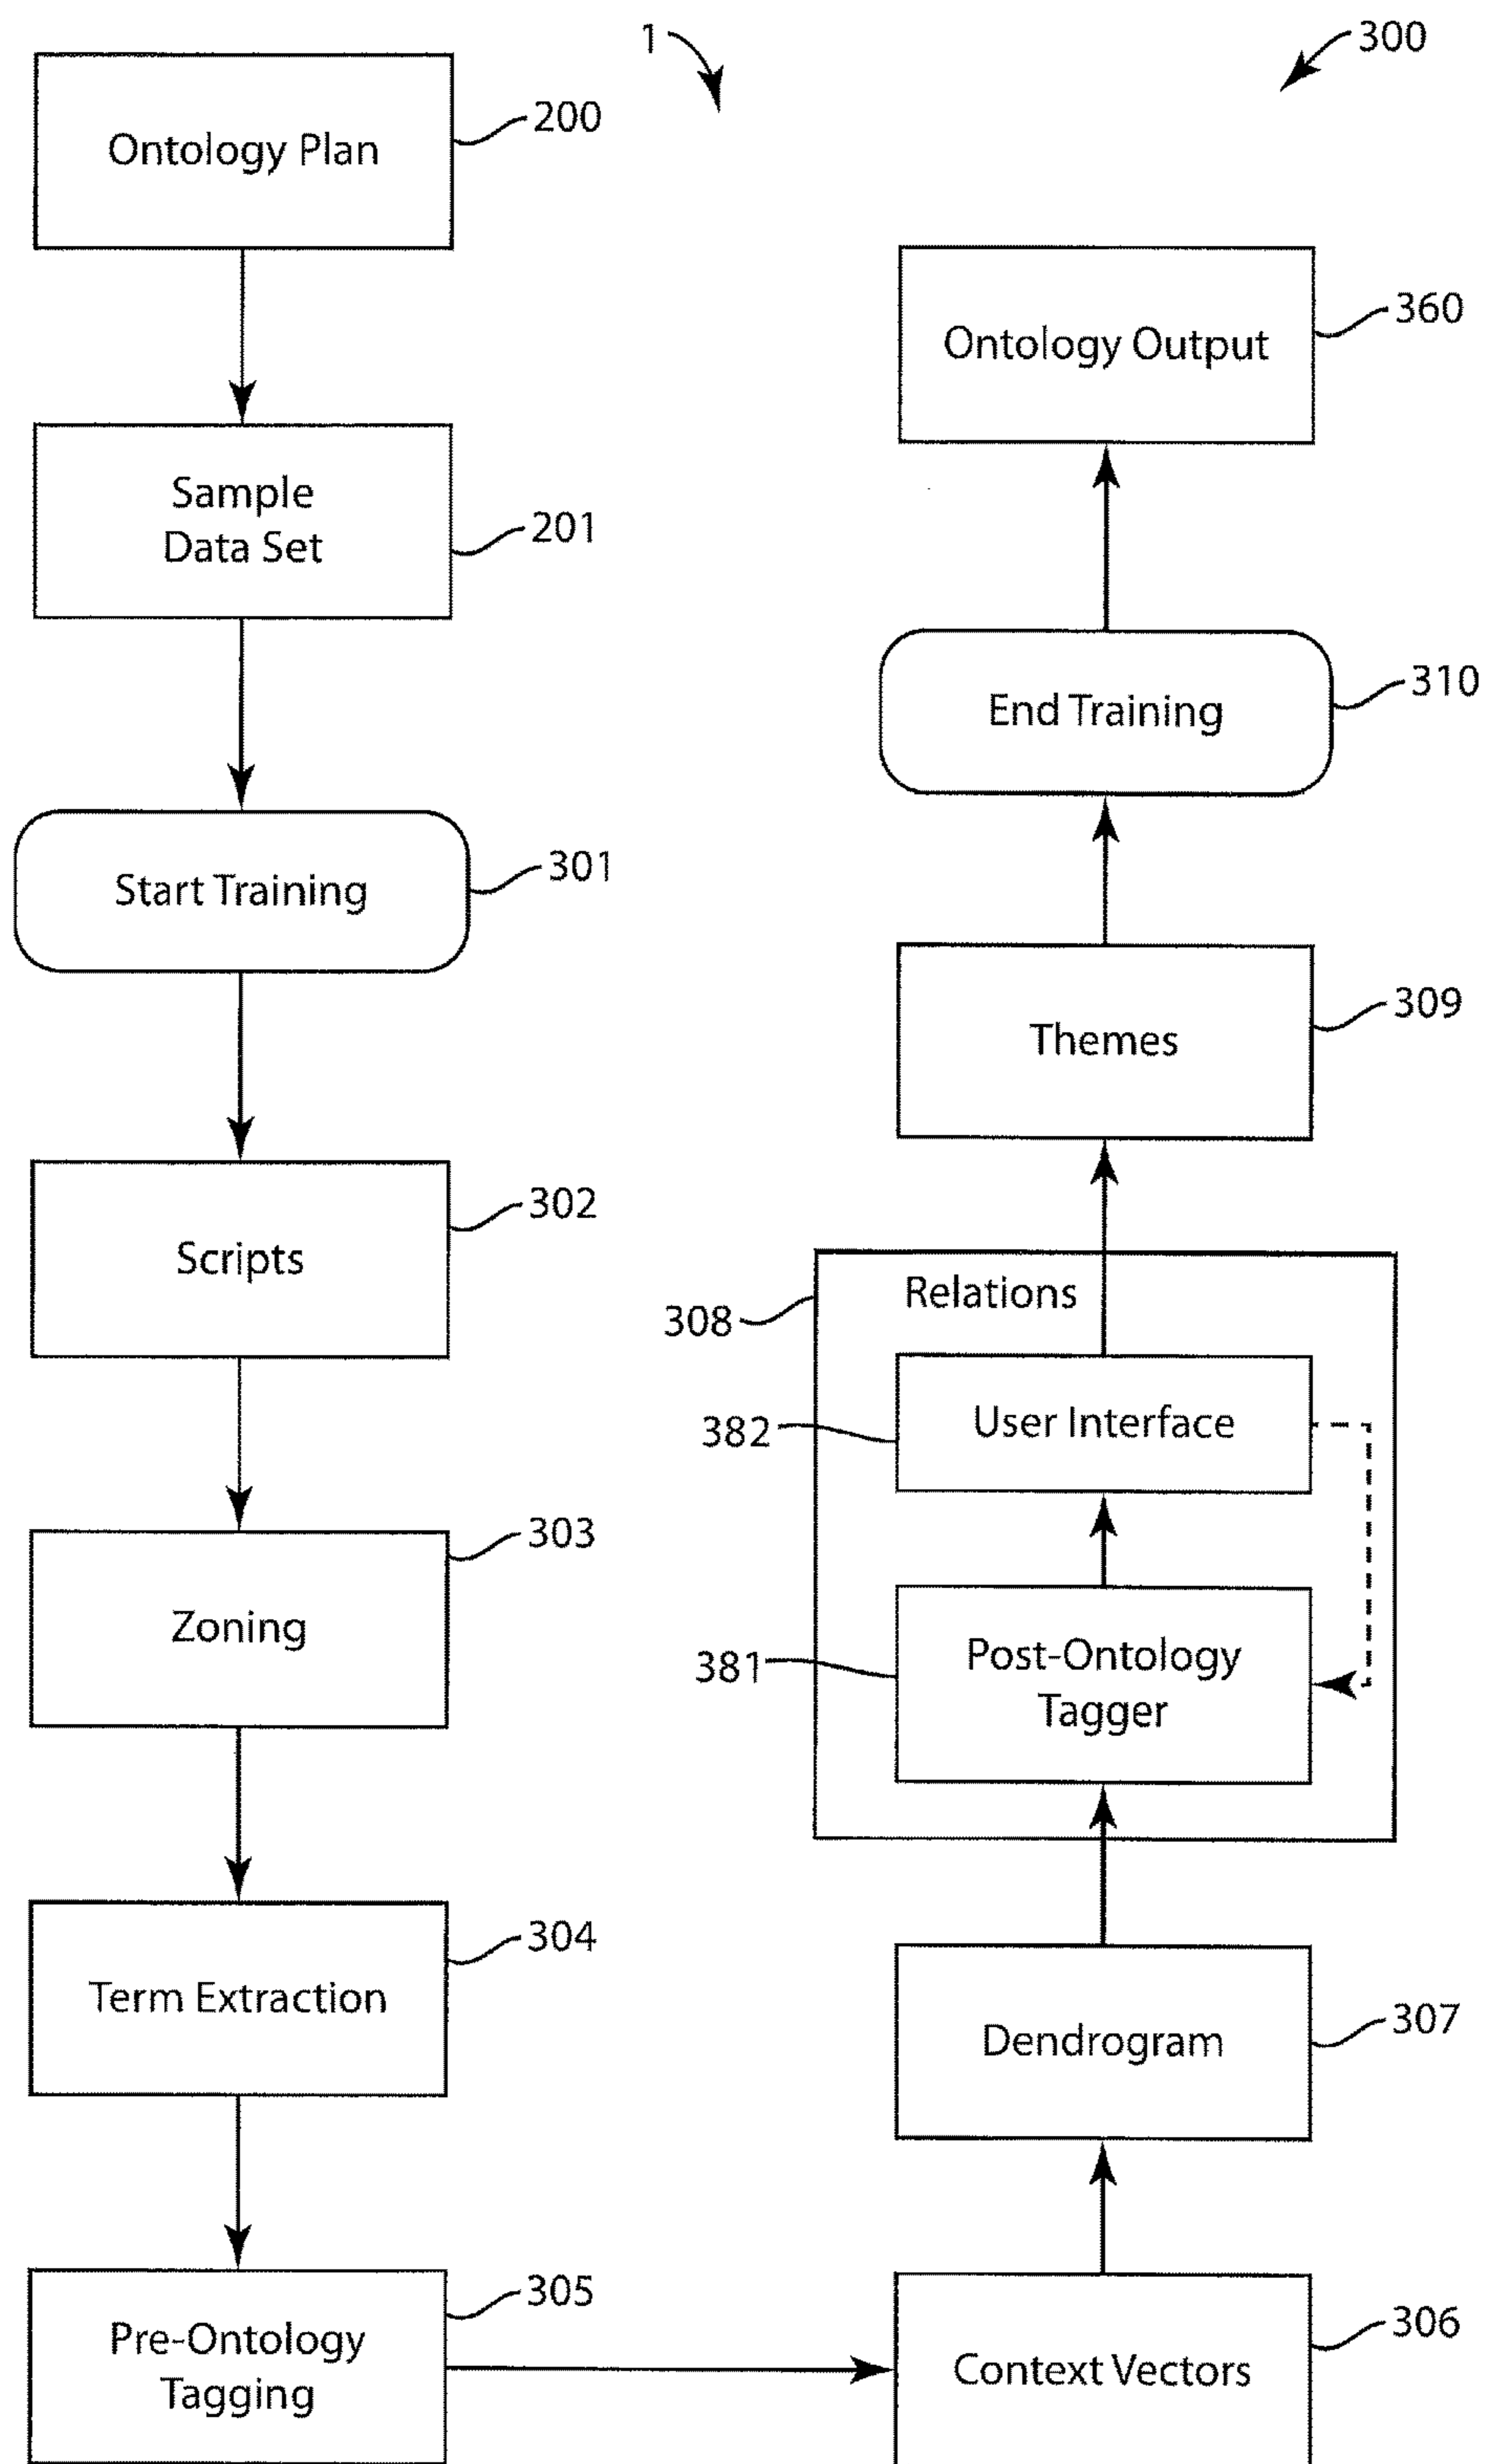 1
300
Ontology Plan
200
Sample
Data Set
201
Start Training
301
Scripts
302
Zoning
303
Term Extraction
304
Pre-Ontology
Tagging
305
Context Vectors
306
Dendrogram
307
Relations
308
Post-Ontology
Tagger
381
User Interface
382
Themes
309
End Training
310
Ontology Output
360